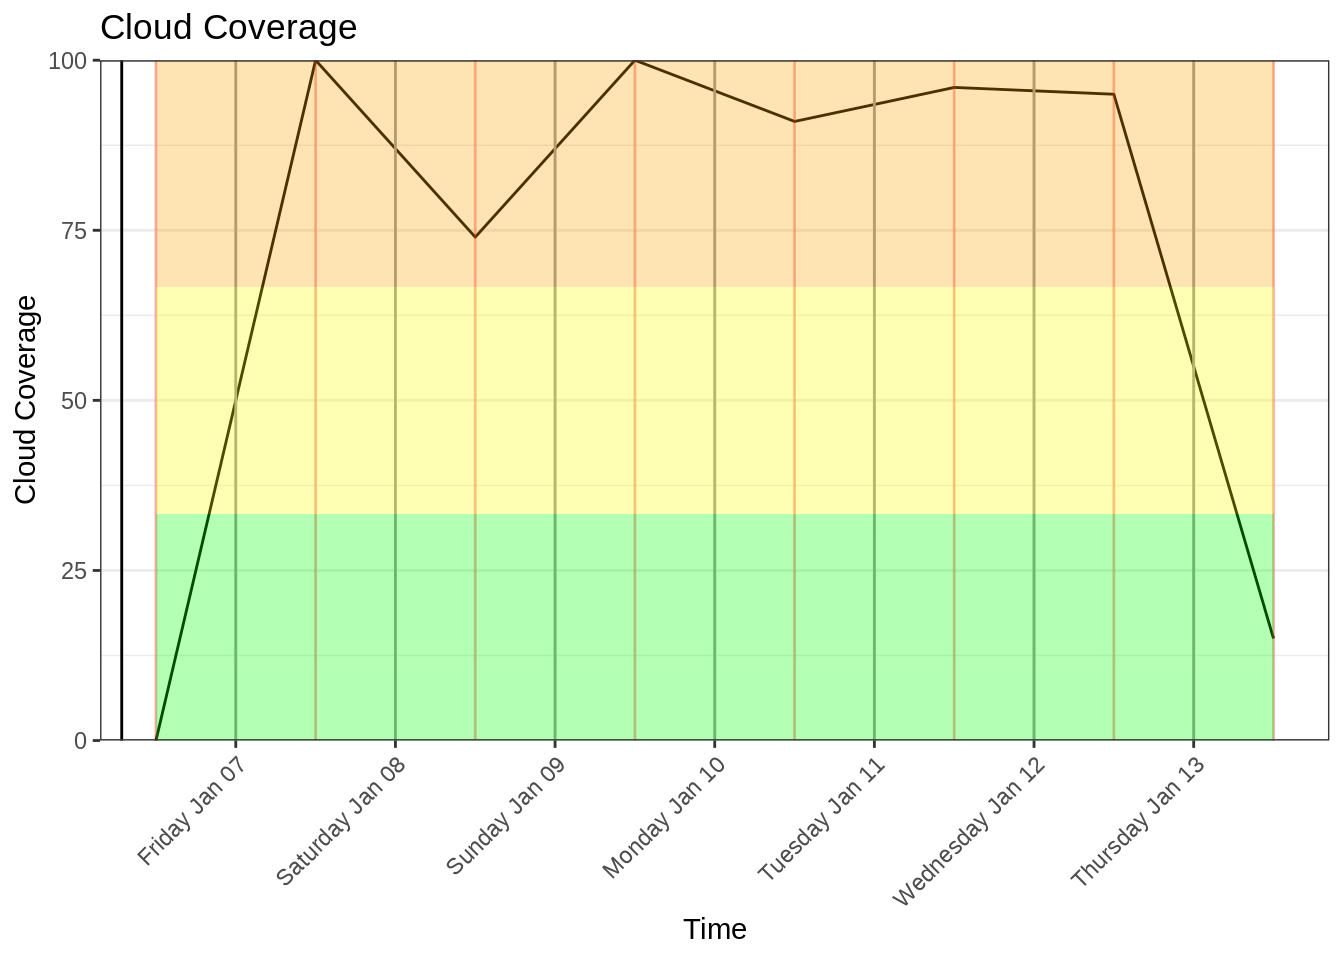 Cloud Coverage
100
75
50
25
0
Cloud Coverage
Friday Jan 07
Saturday Jan 08
Sunday Jan 09
Monday Jan 10
Tuesday Jan 11
Wednesday Jan 12
Thursday Jan 13
Time